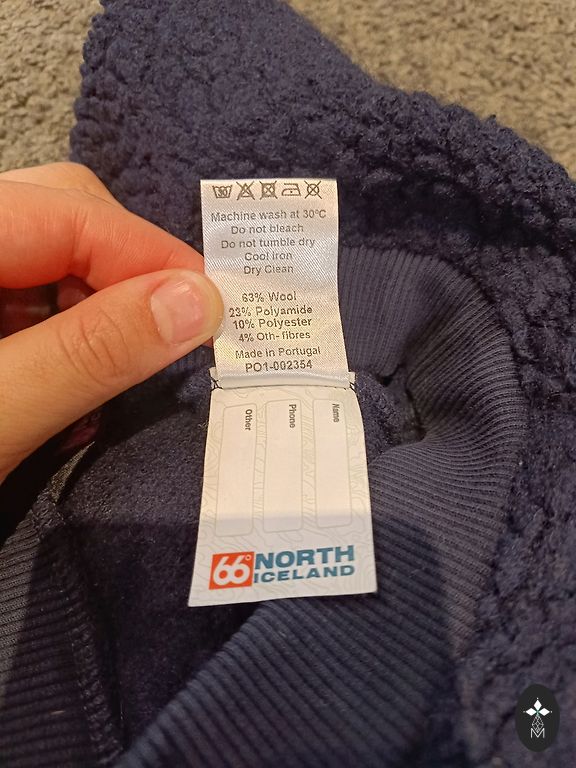 Machine wash at 30°C
Do not bleach
Do not tumble dry
Cool iron
Dry Clean
63% Wool
23% Polyamide
10% Polyester
4% Oth- fibres
Made in Portugal
PO1-002354
Name
Phone
Other
66° NORTH
ICELAND
M